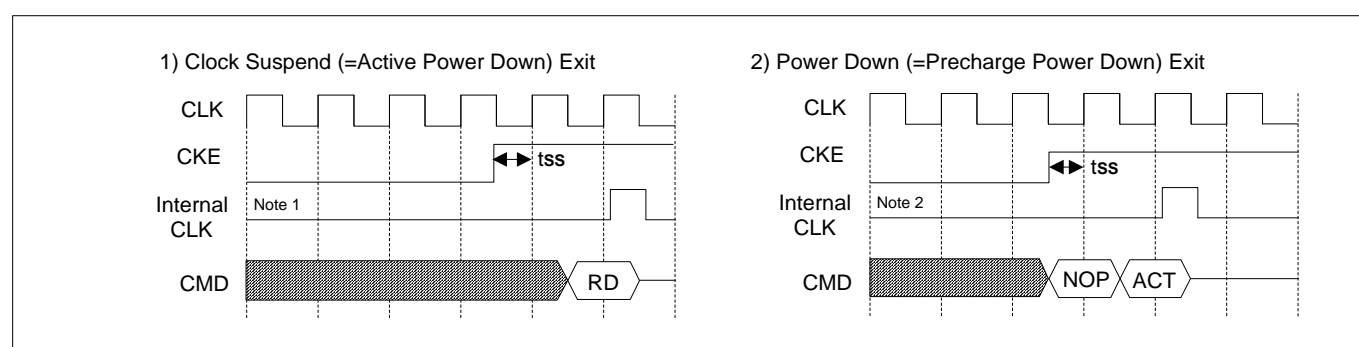 1) Clock Suspend (=Active Power Down) Exit
CLK
CKE
tss
Internal
CLK
Note 1
CMD
RD
2) Power Down (=Precharge Power Down) Exit
CLK
CKE
tss
Internal
CLK
Note 2
CMD
NOP
ACT